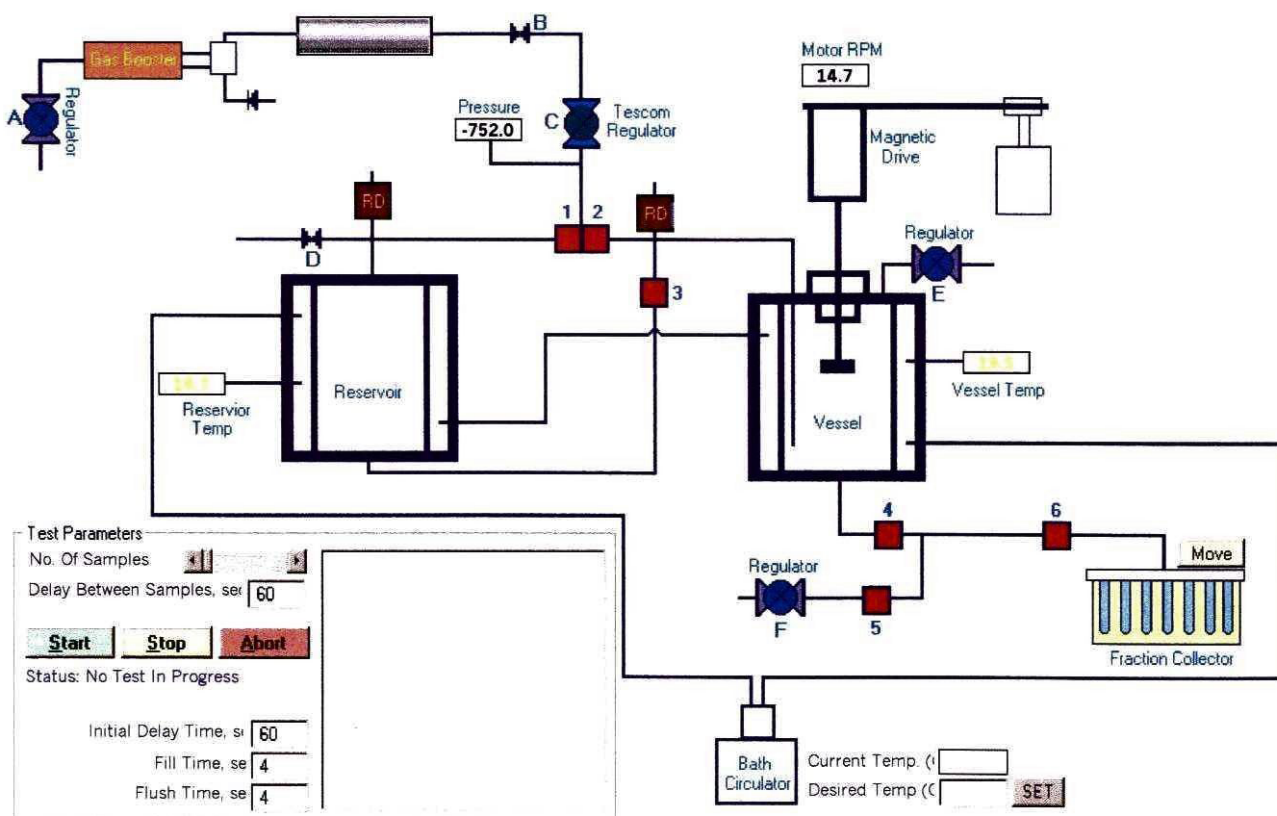 Gas Booster
B
A
Regulator
C
Tescom
Regulator
Pressure
-752.0
Motor RPM
14.7
Magnetic
Drive
RD
1
2
RD
D
3
Regulator
E
Reservior
Temp
Reservoir
Vessel
Vessel Temp
4
6
Move
Regulator
F
5
Fraction Collector
Test Parameters
No. Of Samples
Delay Between Samples, sec
60
Start
Stop
Abort
Status: No Test In Progress
Initial Delay Time, s
60
Fill Time, se
4
Flush Time, se
4
Bath
Circulator
Current Temp. (
Desired Temp (C
SET